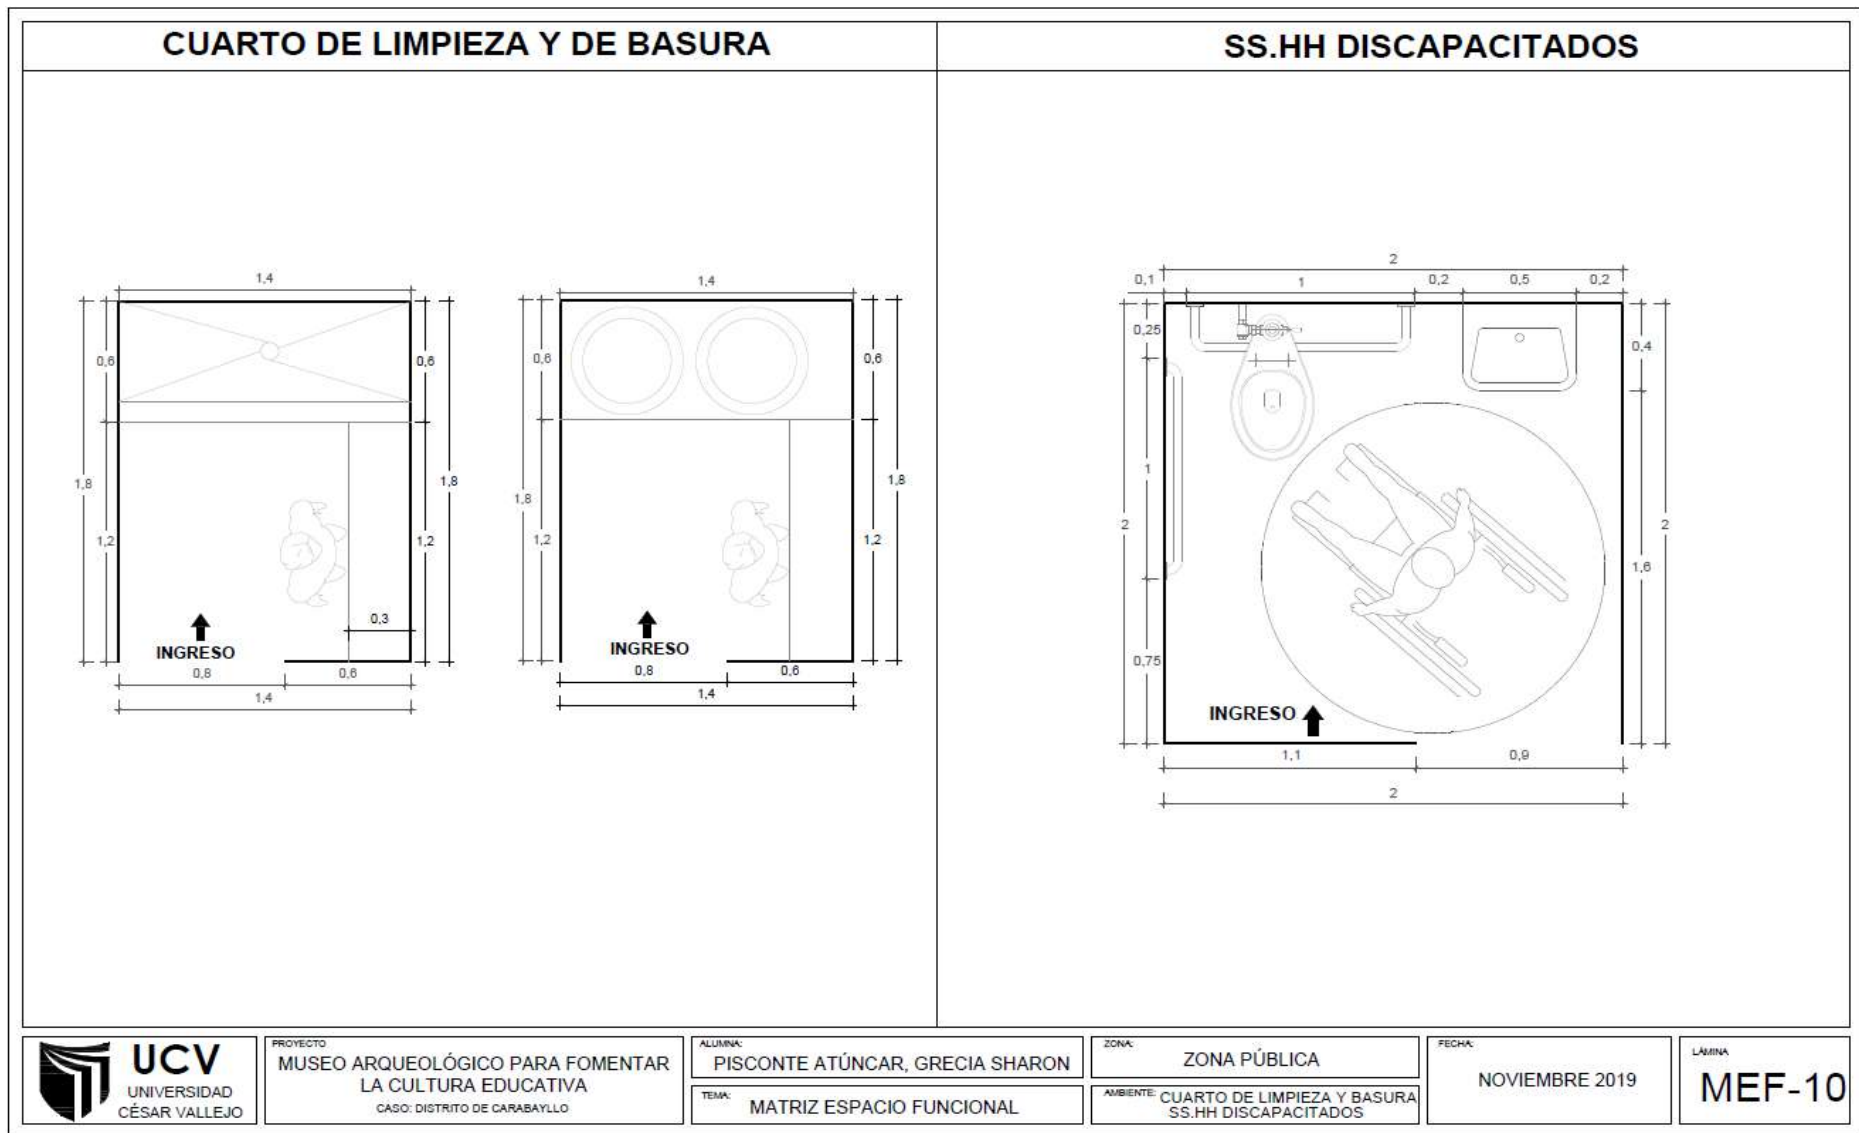 CUARTO DE LIMPIEZA Y DE BASURA
SS.HH DISCAPACITADOS
1,4
0,6
0,6
1,8
1,8
1,2
1,2
0,3
INGRESO
0,8
0,6
1,4
1,4
0,6
0,6
1,8
1,8
1,2
1,2
INGRESO
0,8
0,6
1,4
2
0,1
1
0,2
0,5
0,2
0,25
0,4
1
2
2
1,6
0,75
INGRESO
1,1
0,9
2
UCV
UNIVERSIDAD
CÉSAR VALLEJO
PROYECTO
MUSEO ARQUEOLÓGICO PARA FOMENTAR
LA CULTURA EDUCATIVA
CASO: DISTRITO DE CARABAYLLO
ALUMNA:
PISCONTE ATÚNCAR, GRECIA SHARON
TEMA:
MATRIZ ESPACIO FUNCIONAL
ZONA:
ZONA PÚBLICA
AMBIENTE: CUARTO DE LIMPIEZA Y BASURA
SS.HH DISCAPACITADOS
FECHA:
NOVIEMBRE 2019
LÁMINA
MEF-10